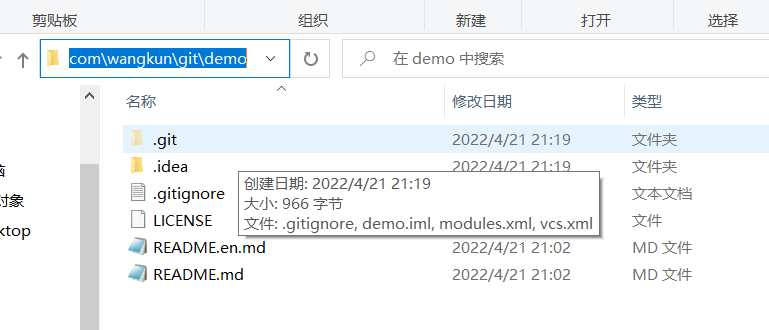 剪贴板 组织 新建 打开 选择
com\wangkun\git\demo 在 demo 中搜索
名称 修改日期 类型
.git 2022/4/21 21:19 文件夹
.idea 2022/4/21 21:19 文件夹
.gitignore 文本文档
LICENSE 文件
README.en.md 2022/4/21 21:02 MD 文件
README.md 2022/4/21 21:02 MD 文件
创建日期: 2022/4/21 21:19
大小: 966 字节
文件: .gitignore, demo.iml, modules.xml, vcs.xml
对象
ktop